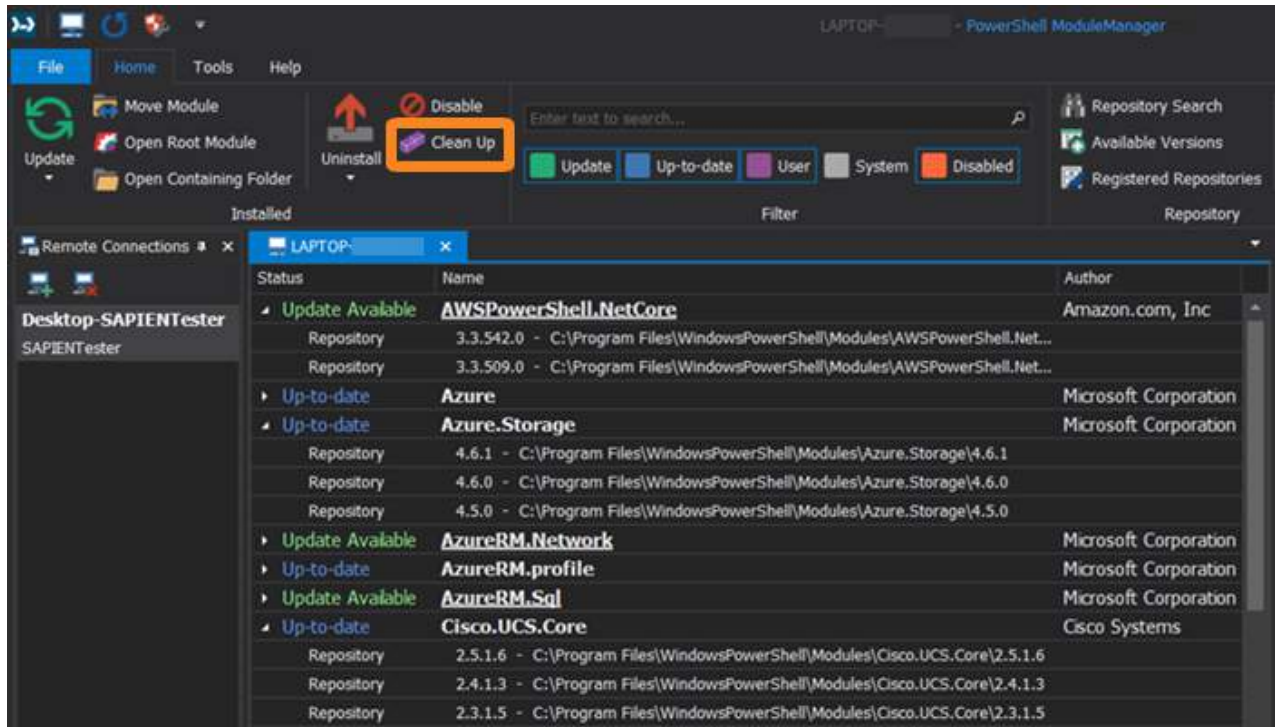 LAPTOP- - PowerShell ModuleManager
File Home Tools Help
Update
Move Module
Open Root Module
Open Containing Folder
Uninstall
Disable
Clean Up
Installed
Enter text to search...
Update Up-to-date User System Disabled
Filter
Repository Search
Available Versions
Registered Repositories
Repository
Remote Connections
Desktop-SAPIENTester
SAPIENTester
LAPTOP-
Status Name Author
Update Available AWSPowerShell.NetCore Amazon.com, Inc
Repository 3.3.542.0 - C:\Program Files\WindowsPowerShell\Modules\AWSPowerShell.Net...
Repository 3.3.509.0 - C:\Program Files\WindowsPowerShell\Modules\AWSPowerShell.Net...
Up-to-date Azure Microsoft Corporation
Up-to-date Azure.Storage Microsoft Corporation
Repository 4.6.1 - C:\Program Files\WindowsPowerShell\Modules\Azure.Storage\4.6.1
Repository 4.6.0 - C:\Program Files\WindowsPowerShell\Modules\Azure.Storage\4.6.0
Repository 4.5.0 - C:\Program Files\WindowsPowerShell\Modules\Azure.Storage\4.5.0
Update Available AzureRM.Network Microsoft Corporation
Up-to-date AzureRM.profile Microsoft Corporation
Update Available AzureRM.Sql Microsoft Corporation
Up-to-date Cisco.UCS.Core Cisco Systems
Repository 2.5.1.6 - C:\Program Files\WindowsPowerShell\Modules\Cisco.UCS.Core\2.5.1.6
Repository 2.4.1.3 - C:\Program Files\WindowsPowerShell\Modules\Cisco.UCS.Core\2.4.1.3
Repository 2.3.1.5 - C:\Program Files\WindowsPowerShell\Modules\Cisco.UCS.Core\2.3.1.5